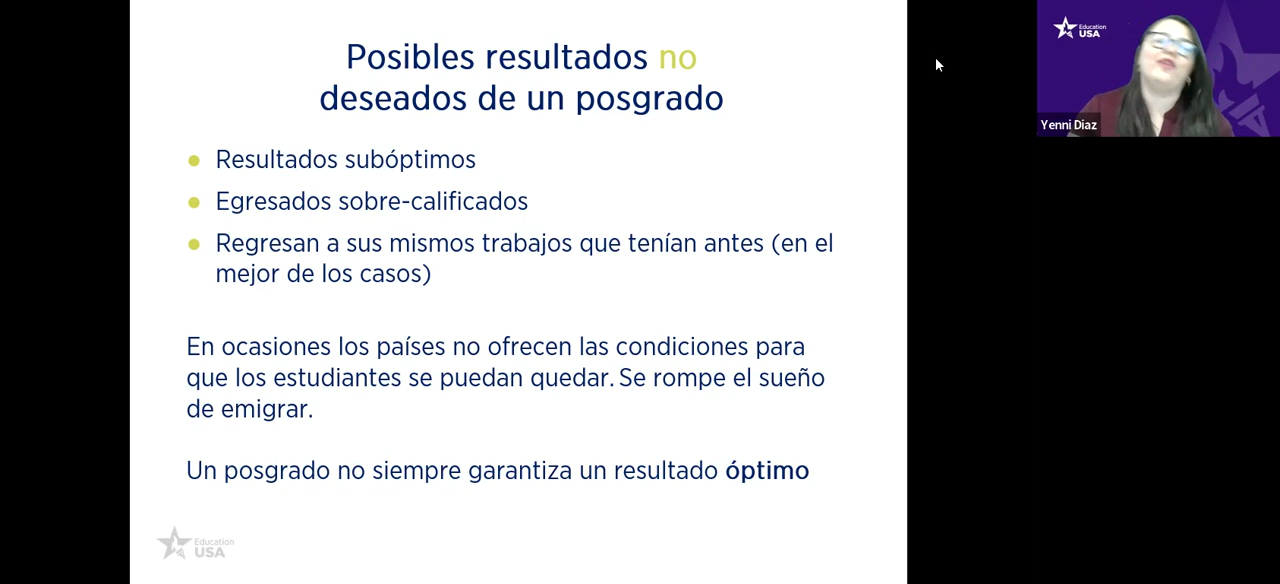 Posibles resultados no
deseados de un posgrado
Resultados subóptimos
Egresados sobre-calificados
Regresan a sus mismos trabajos que tenían antes (en el
mejor de los casos)
En ocasiones los países no ofrecen las condiciones para
que los estudiantes se puedan quedar. Se rompe el sueño
de emigrar.
Un posgrado no siempre garantiza un resultado óptimo
Education
USA
Education
USA
Yenni Diaz